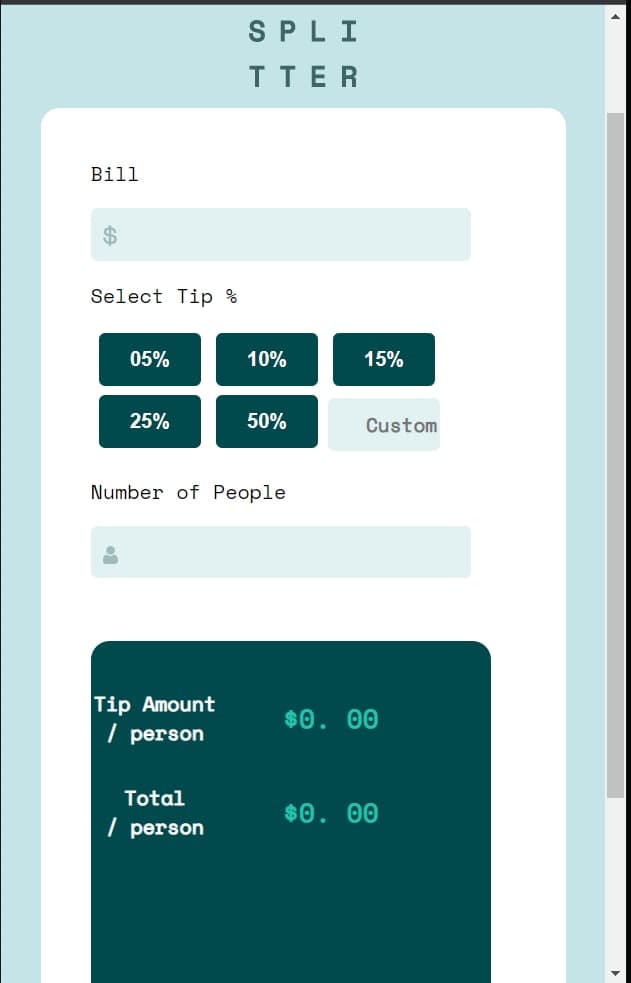 S P L I
T T E R
Bill
$
Select Tip %
05% 10% 15%
25% 50% Custom
Number of People
Tip Amount
/ person
$0. 00
Total
/ person
$0. 00